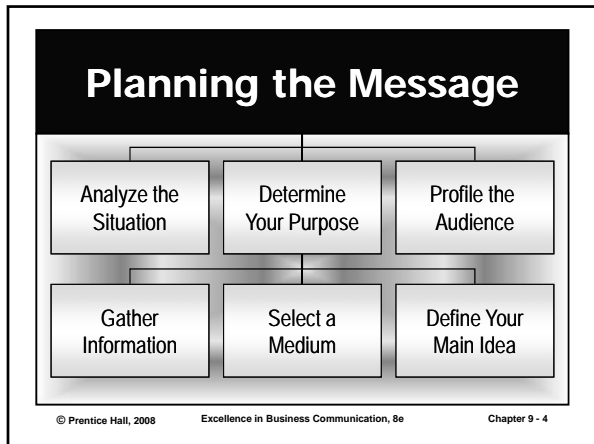 Planning the Message
Analyze the
Situation
Determine
Your Purpose
Profile the
Audience
Gather
Information
Select a
Medium
Define Your
Main Idea
© Prentice Hall, 2008 Excellence in Business Communication, 8e Chapter 9 - 4